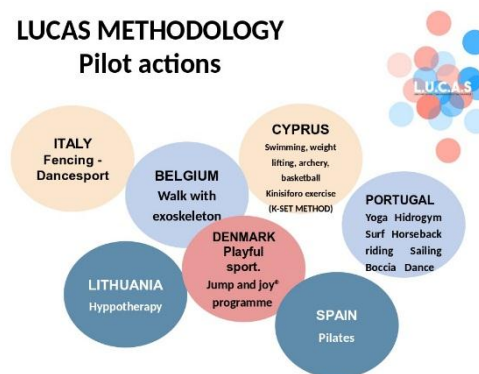 LUCAS METHODOLOGY
Pilot actions
L.U.C.A.S
ITALY
Fencing -
Dancesport
BELGIUM
Walk with
exoskeleton
CYPRUS
Swimming, weight
lifting, archery,
basketball
Kinisiforo exercise
(K-SET METHOD)
PORTUGAL
Yoga Hidrogym
Surf Horseback
riding Sailing
Boccia Dance
DENMARK
Playful
sport.
Jump and joy®
programme
LITHUANIA
Hyppotherapy
SPAIN
Pilates